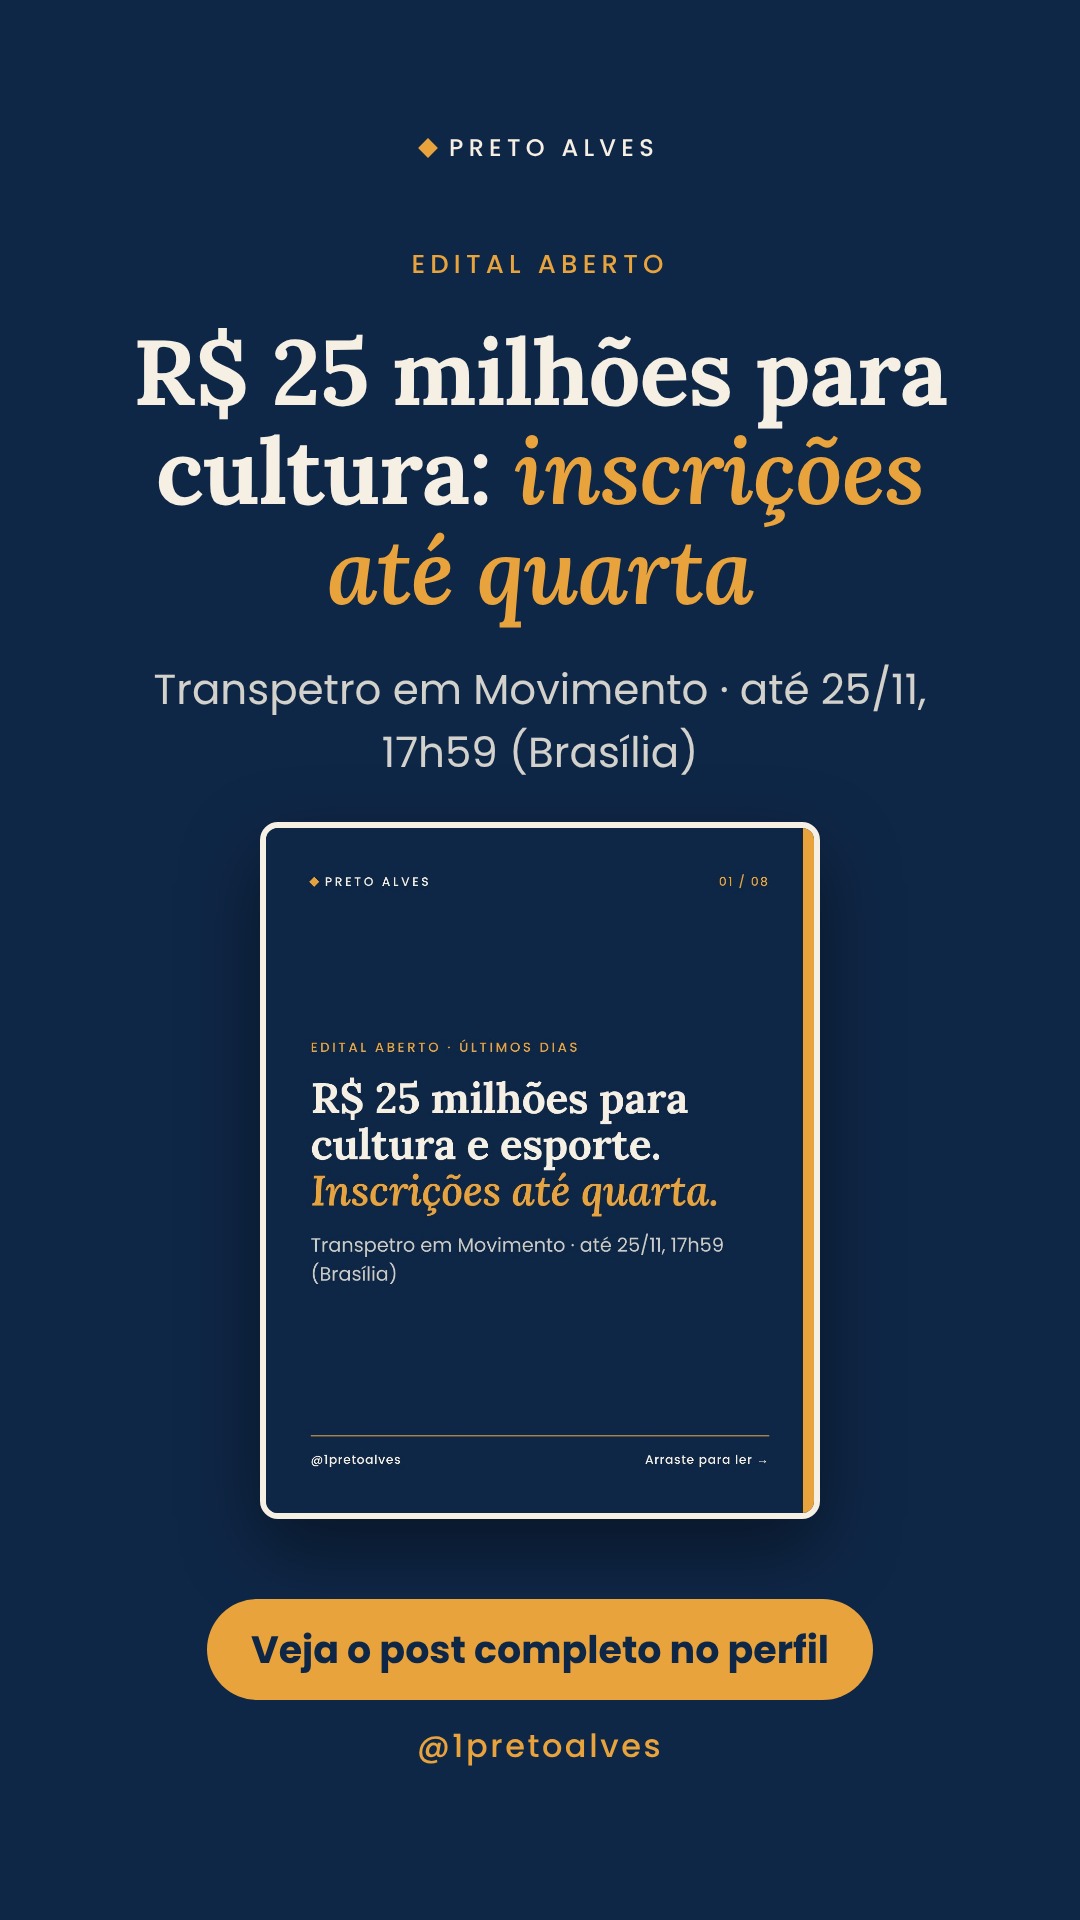 PRETO ALVES
EDITAL ABERTO
R$ 25 milhões para
cultura: inscrições
até quarta
Transpetro em Movimento · até 25/11,
17h59 (Brasília)
PRETO ALVES
01 / 08
EDITAL ABERTO · ÚLTIMOS DIAS
R$ 25 milhões para
cultura e esporte.
Inscrições até quarta.
Transpetro em Movimento · até 25/11, 17h59
(Brasília)
@1pretoalves
Arraste para ler →
Veja o post completo no perfil
@1pretoalves